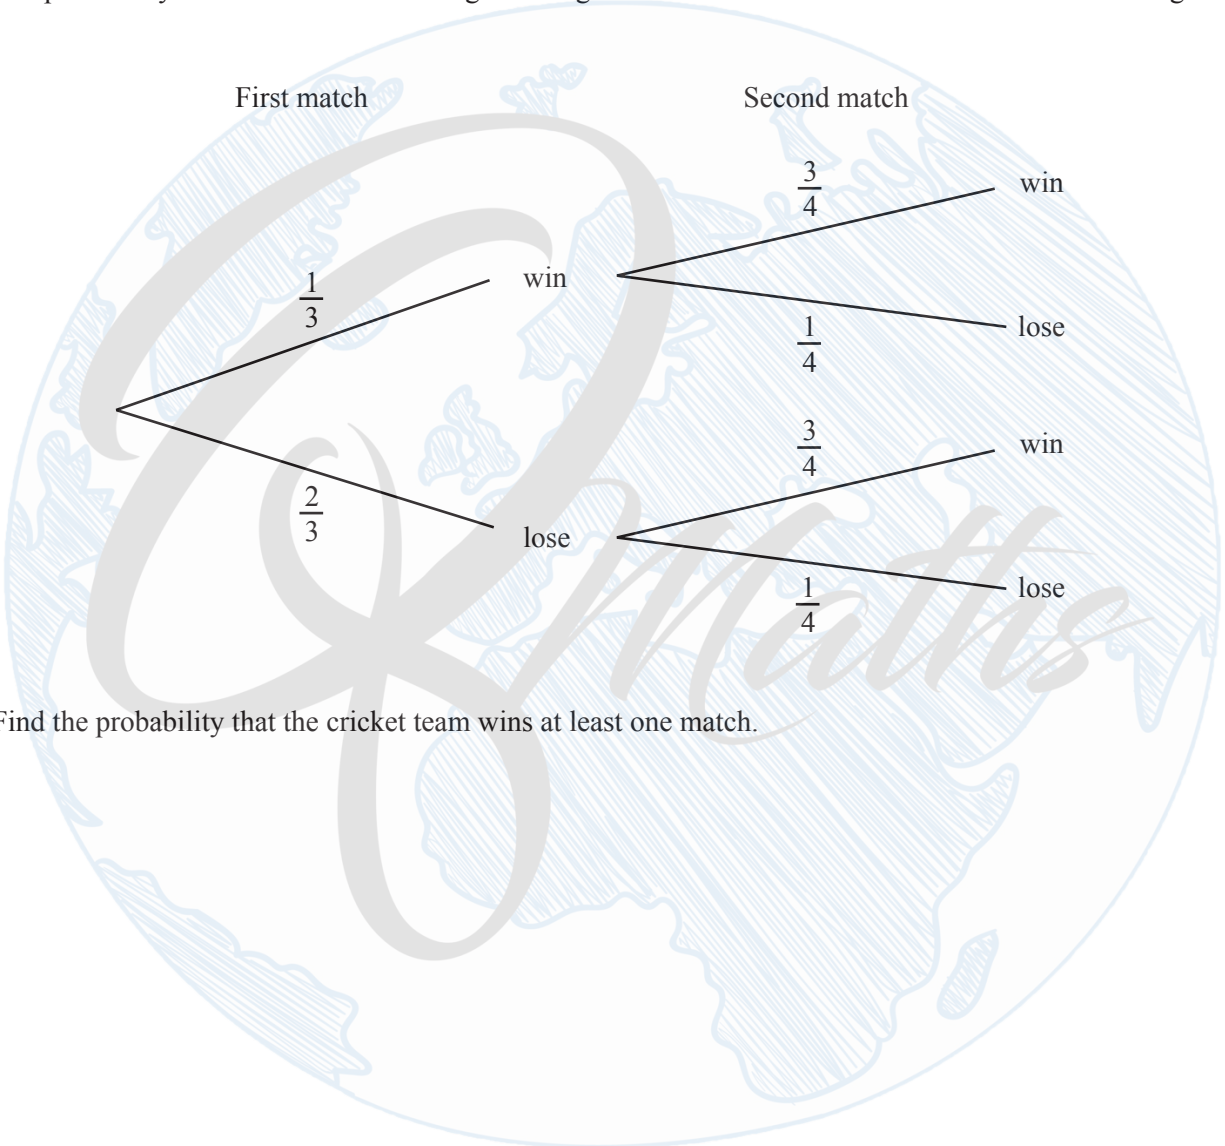 First match Second match
3/4 win
1/3 win
1/4 lose
3/4 win
2/3 lose
1/4 lose
Maths
Find the probability that the cricket team wins at least one match.